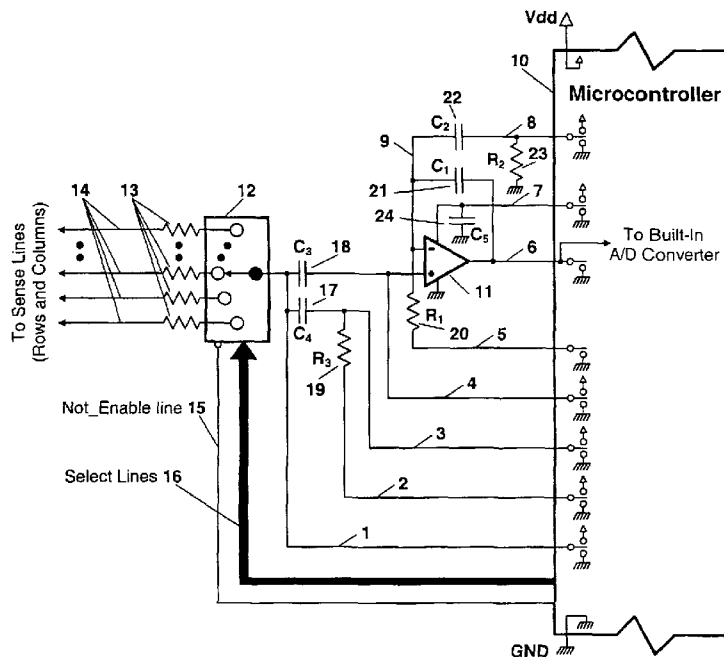 Vdd
10
Microcontroller
22
C2
8
9
R2
23
C1
21
7
24
C5
To Built-In
A/D Converter
6
11
14
13
12
C3
18
17
C4
R3
19
R1
20
5
To Sense Lines
(Rows and Columns)
4
Not_Enable line 15
3
Select Lines 16
2
1
GND